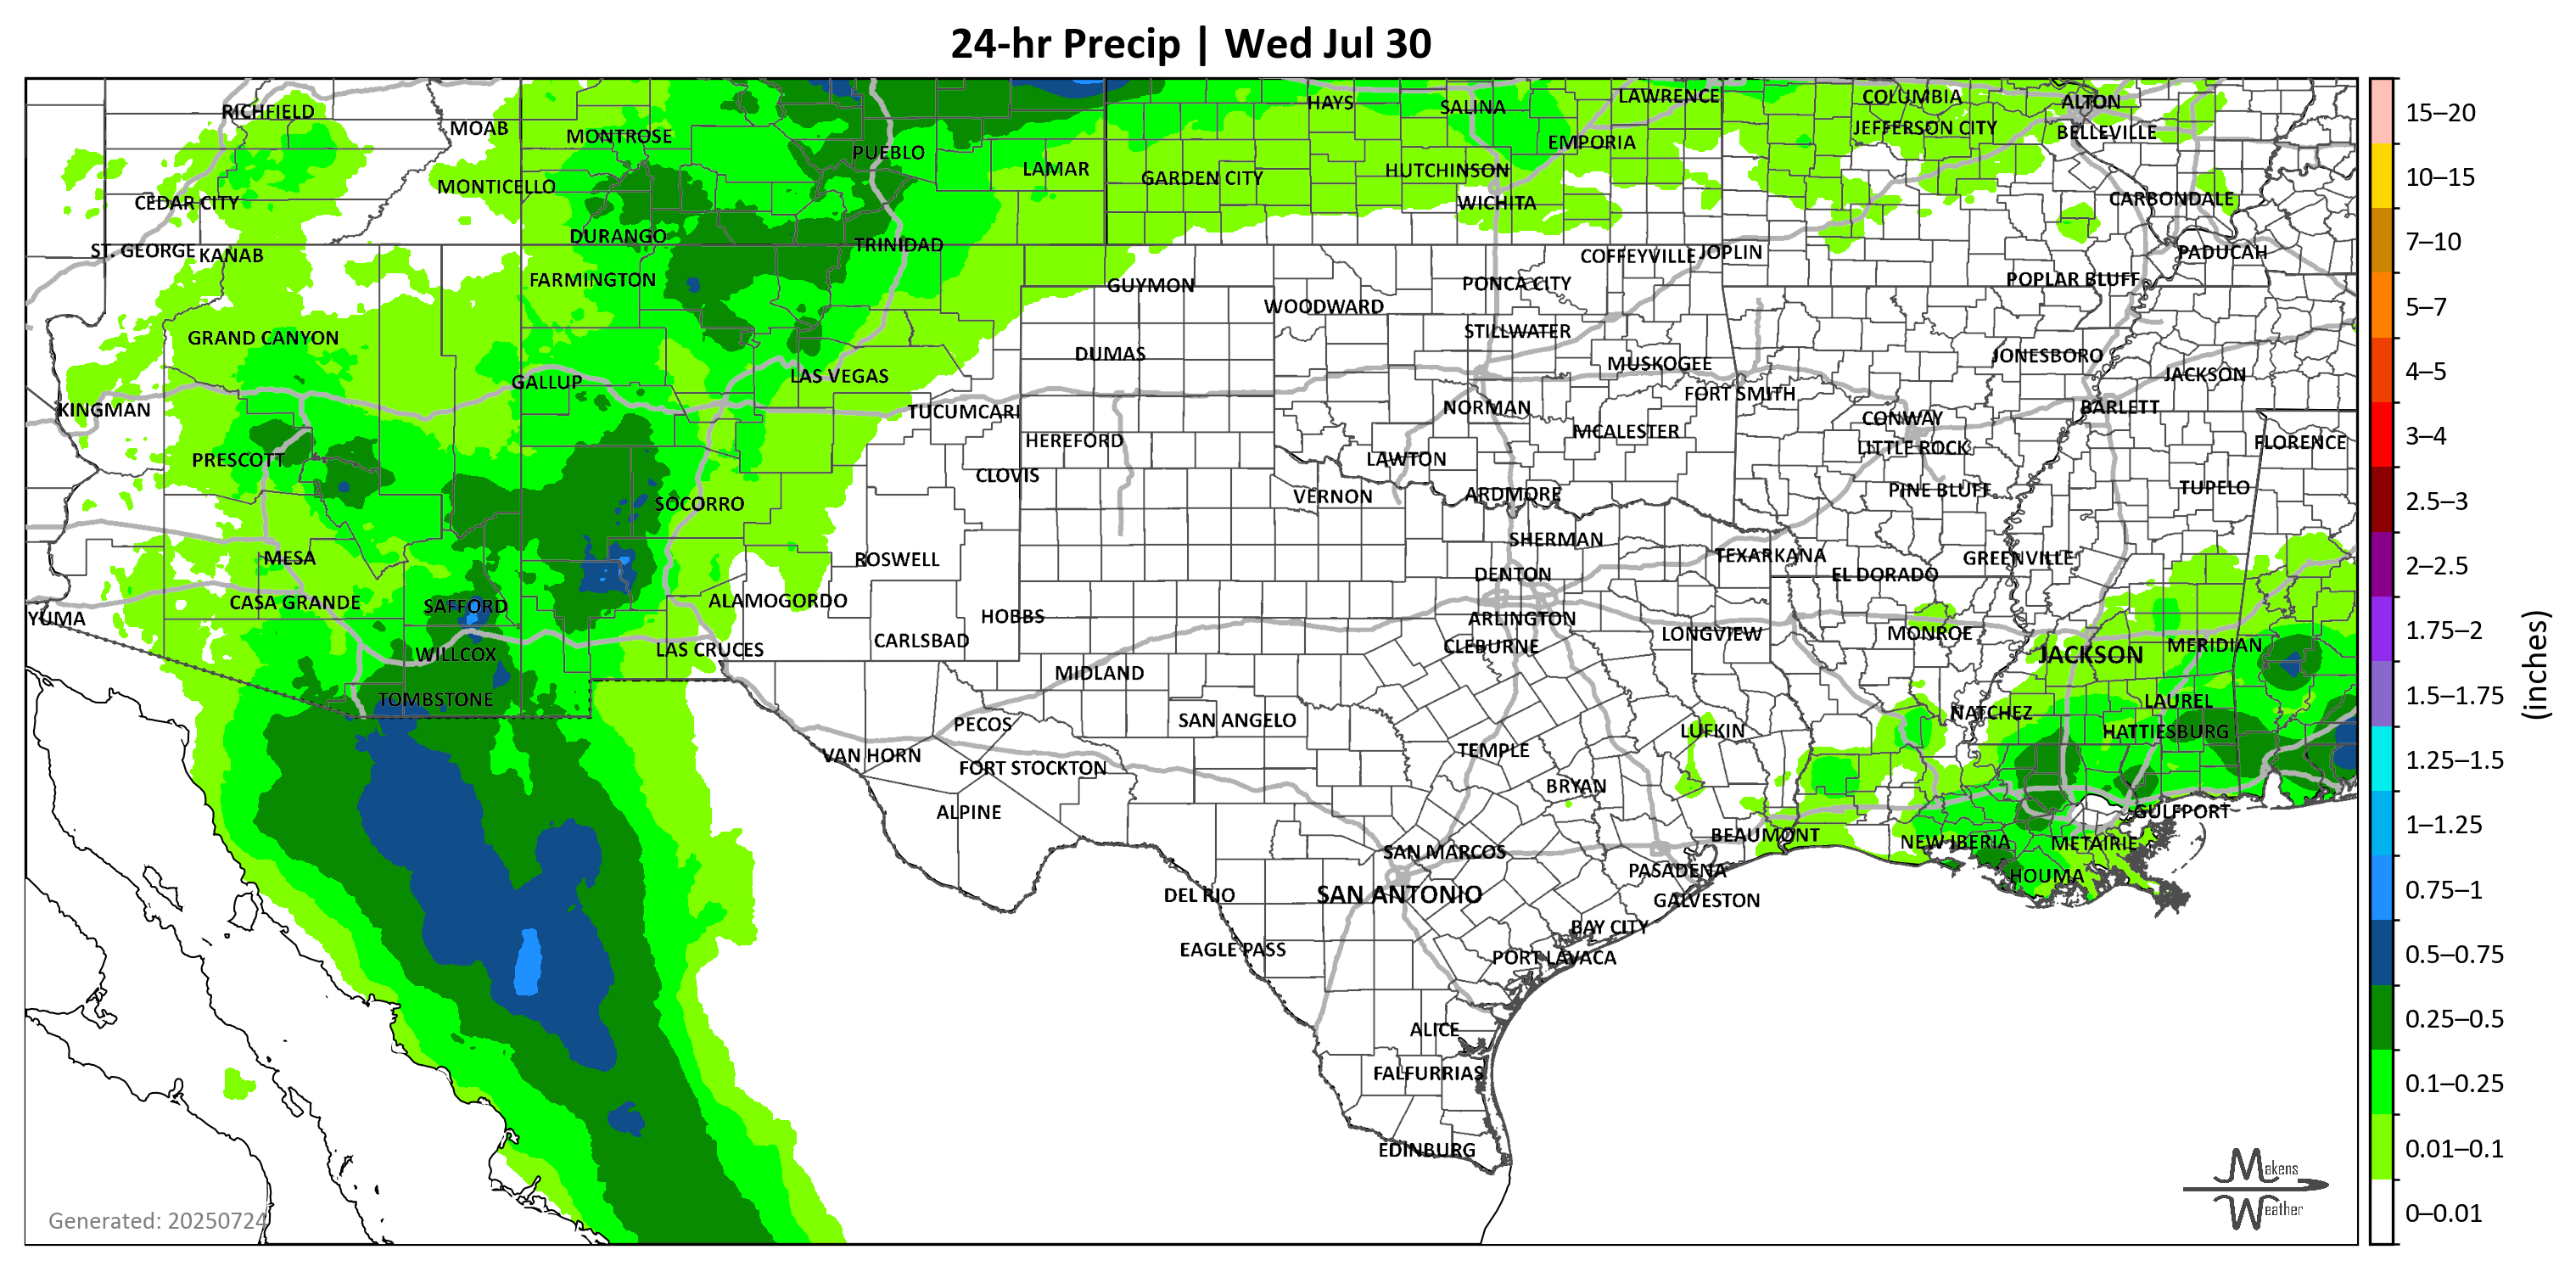 24-hr Precip | Wed Jul 30
RICHFIELD
MOAB
MONTROSE
PUEBLO
LAMAR
HAYS
SALINA
LAWRENCE
COLUMBIA
ALTON
JEFFERSON CITY
BELLEVILLE
EMPORIA
HUTCHINSON
GARDEN CITY
MONTICELLO
CEDAR CITY
WICHITA
CARBONDALE
DURANGO
TRINIDAD
ST. GEORGE
KANAB
COFFEYVILLE
JOPLIN
PADUCAH
FARMINGTON
GUYMON
PONCA CITY
POPLAR BLUFF
WOODWARD
GRAND CANYON
STILLWATER
DUMAS
MUSKOGEE
JONESBORO
JACKSON
GALLUP
LAS VEGAS
FORT SMITH
KINGMAN
TUCUMCARI
NORMAN
CONWAY
BARLETT
HEREFORD
MCALESTER
LITTLE ROCK
FLORENCE
PRESCOTT
LAWTON
CLOVIS
VERNON
ARDMORE
PINE BLUFF
TUPELO
SOCORRO
MESA
ROSWELL
SHERMAN
TEXARKANA
GREENVILLE
DENTON
EL DORADO
CASA GRANDE
SAFFORD
ALAMOGORDO
HOBBS
ARLINGTON
YUMA
CARLSBAD
CLEBURNE
LONGVIEW
MONROE
WILLCOX
LAS CRUCES
JACKSON
MERIDIAN
MIDLAND
TOMBSTONE
PECOS
SAN ANGELO
NATCHEZ
LAUREL
LUFKIN
HATTIESBURG
VAN HORN
FORT STOCKTON
TEMPLE
BRYAN
ALPINE
GULFPORT
BEAUMONT
NEW IBERIA
METAIRIE
SAN MARCOS
PASADENA
HOUMA
DEL RIO
SAN ANTONIO
GALVESTON
BAY CITY
EAGLE PASS
PORT LAVACA
ALICE
FALFURRIAS
EDINBURG
Generated: 20250724
Makens
Weather
15–20
10–15
7–10
5–7
4–5
3–4
2.5–3
2–2.5
1.75–2
1.5–1.75
1.25–1.5
1–1.25
0.75–1
0.5–0.75
0.25–0.5
0.1–0.25
0.01–0.1
0–0.01
(inches)